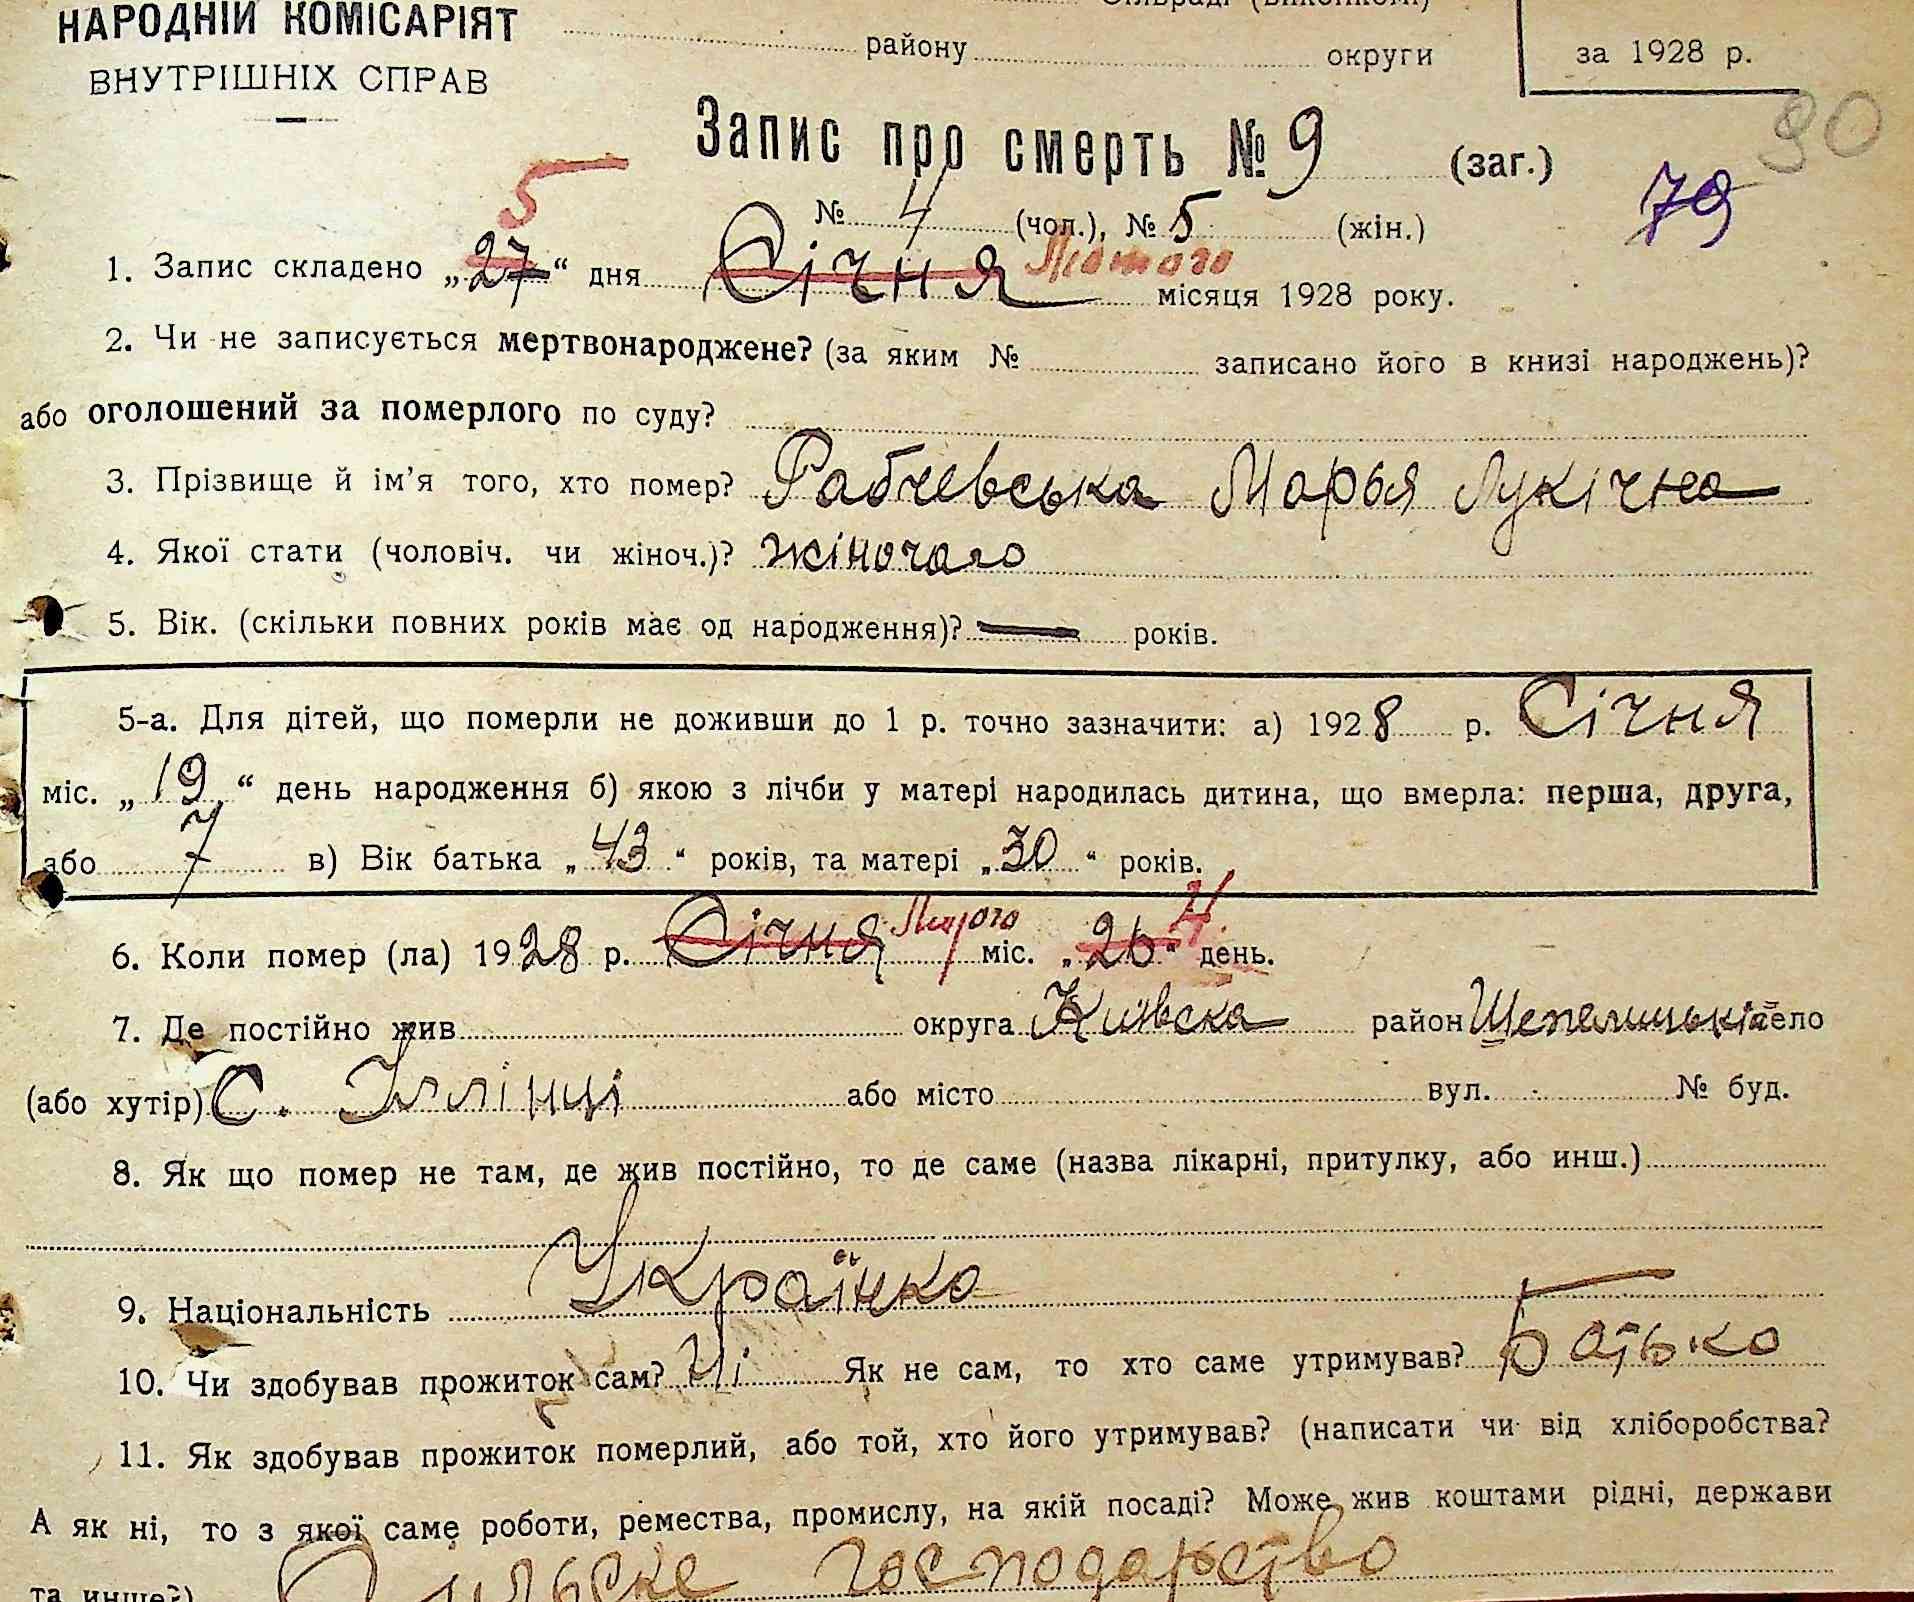 НАРОДНІЙ КОМІСАРІЯТ
ВНУТРІШНІХ СПРАВ
району округи
за 1928 р.
90
79
Запис про смерть № 9 (заг.)
№ 4 (чол.), № 5 (жін.)
5
1. Запис складено „27“ дня Січня Лютого місяця 1928 року.
2. Чи не записується мертвонароджене? (за яким № записано його в книзі народжень)?
або оголошений за померлого по суду?
3. Прізвище й ім’я того, хто помер? Рабчевська Марья Лукічна
4. Якої стати (чоловіч. чи жіноч.)? жіночого
5. Вік. (скільки повних років має од народження)? — років.
5-а. Для дітей, що померли не доживши до 1 р. точно зазначити: а) 1928 р. Січня
міс. „19“ день народження б) якою з лічби у матері народилась дитина, що вмерла: перша, друга,
або 7 в) Вік батька „43“ років, та матері „30“ років.
6. Коли помер (ла) 1928 р. Січня Лютого міс. „26“ 4 день.
7. Де постійно жив округа Київска район Шепелицькій село
(або хутір) С. Іллінці або місто вул. № буд.
8. Як що помер не там, де жив постійно, то де саме (назва лікарні, притулку, або инш.)
9. Національність Українка
10. Чи здобував прожиток сам? Ні Як не сам, то хто саме утримував? Батько
11. Як здобував прожиток померлий, або той, хто його утримував? (написати чи від хліборобства?
А як ні, то з якої саме роботи, ремества, промислу, на якій посаді? Може жив коштами рідні, держави
та инше?) Сільське господарство